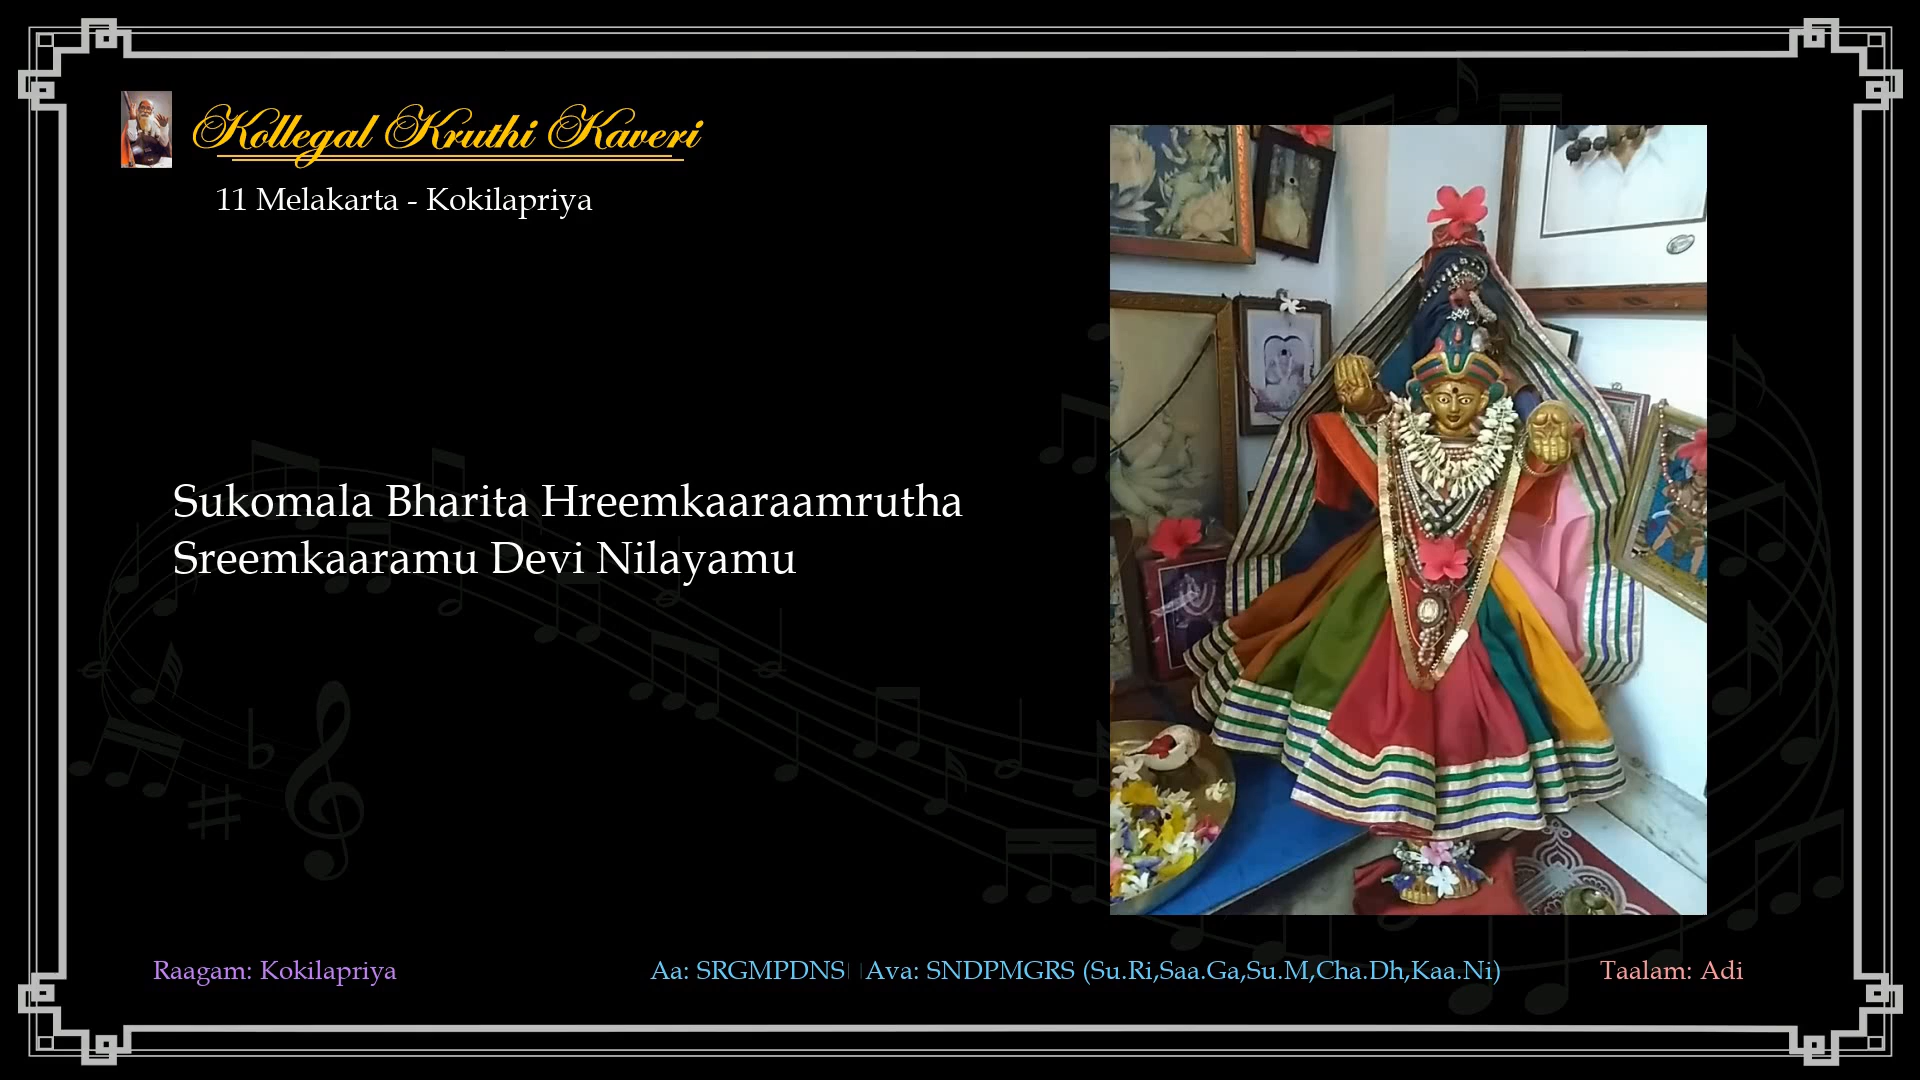 Kollegal Kruthi Kaveri
11 Melakarta - Kokilapriya
Sukomala Bharita Hreemkaaraamrutha
Sreemkaaramu Devi Nilayamu
Raagam: Kokilapriya
Aa: SRGMPDNS Ava: SNDPMGRS (Su.Ri,Saa.Ga,Su.M,Cha.Dh,Kaa.Ni)
Taalam: Adi